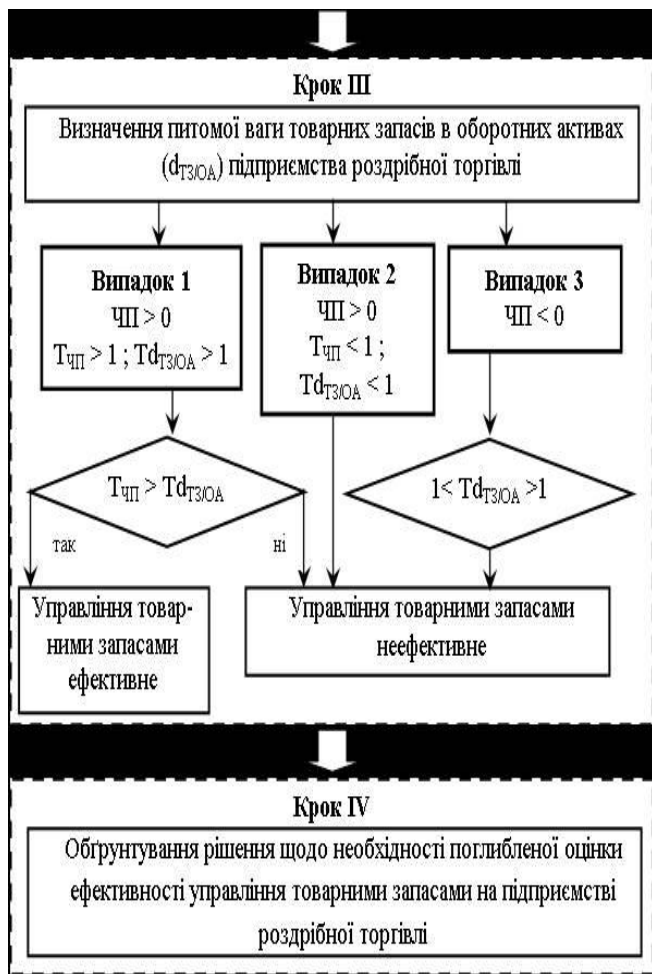 Крок III
Визначення питомої ваги товарних запасів в оборотних активах
(dТЗ/ОА) підприємства роздрібної торгівлі
Випадок 1
ЧП > 0
TЧП > 1 ; TdТЗ/ОА > 1
Випадок 2
ЧП > 0
TЧП < 1 ;
TdТЗ/ОА < 1
Випадок 3
ЧП < 0
TЧП > TdТЗ/ОА
1< TdТЗ/ОА >1
так
ні
Управління товар-
ними запасами
ефективне
Управління товарними запасами
неефективне
Крок IV
Обґрунтування рішення щодо необхідності поглибленої оцінки
ефективності управління товарними запасами на підприємстві
роздрібної торгівлі